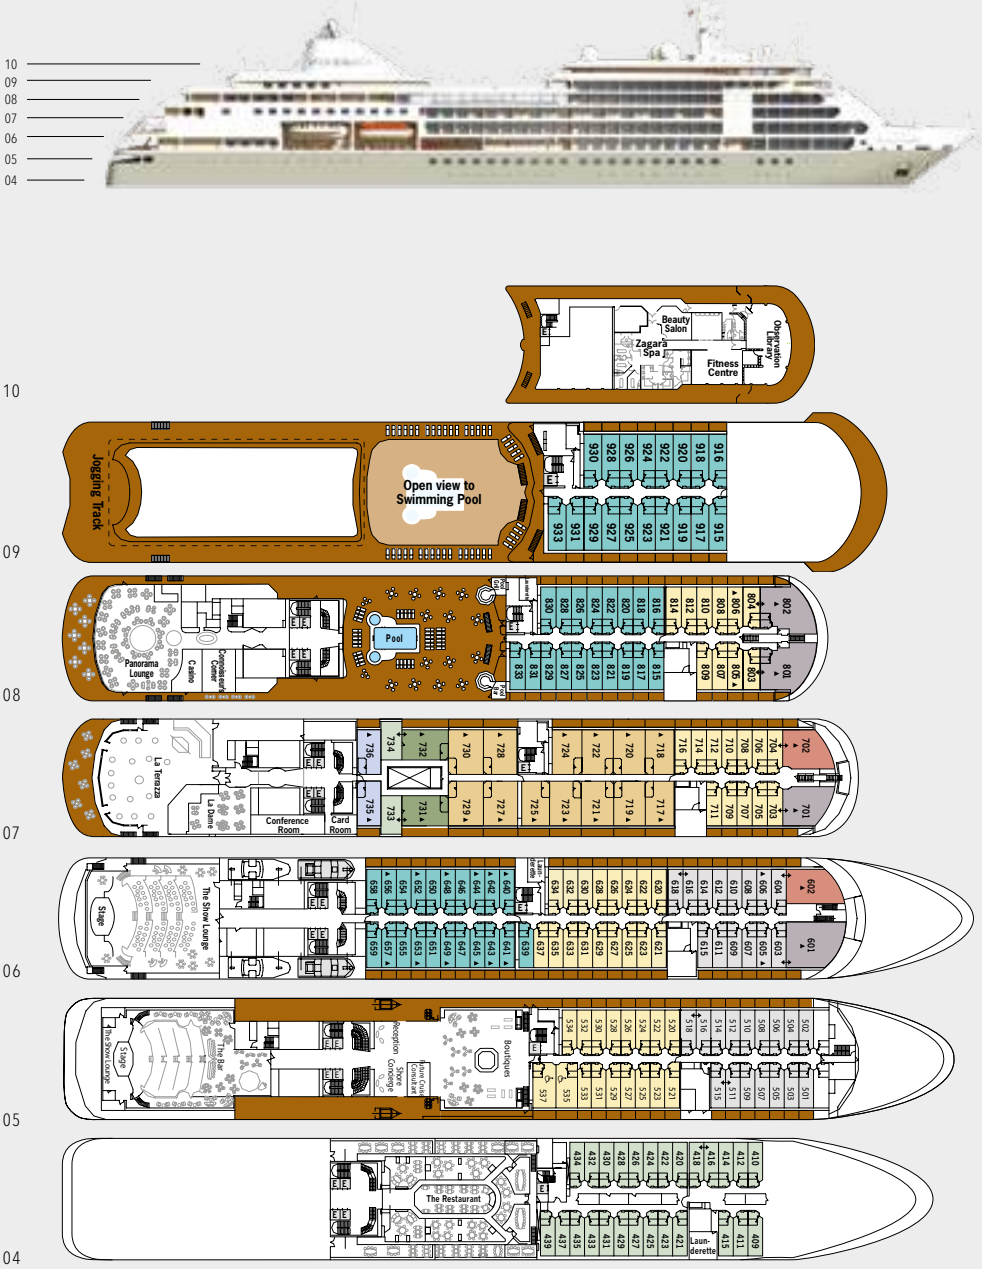 10
09
08
07
06
05
04
Beauty
Salon
Zagara
Spa
Fitness
Centre
Observation
Library
E
10
Jogging Track
Open view to
Swimming Pool
E
930 928 926 924 922 920 918 916
933 931 929 927 925 923 921 919 917 915
09
Panorama
Lounge
Casino
Connoisseur's
Corner
E E
E E
Pool
Pool
Grill
Pool
Bar
E
830 828 826 824 822 820 818 816 814 812 810 808 806 804 802
833 831 829 827 825 823 821 819 817 815 809 807 805 803 801
08
La Terrazza
La Dame
Conference
Room
Card
Room
E E
E E
E
736 734 732 730 728 724 722 720 718 716 714 712 710 708 706 704 702
735 733 731 729 727 725 723 721 719 717 711 709 707 705 703 701
07
Stage
The Show Lounge
E E
E E
Laun-
derette
E
658 656 654 652 650 648 646 644 642 640 634 632 630 628 626 624 622 620 618 616 614 612 610 608 606 604 602
659 657 655 653 651 649 647 645 643 641 639 637 635 633 631 629 627 625 623 621 615 611 609 607 605 603 601
06
The Show Lounge
Stage
The Bar
E E
E E
Reception
Shore
Concierge
Future Cruise
Consultant
Boutiques
E
534 532 530 528 526 524 522 520 518 516 514 512 510 508 506 504 502
537 535 533 531 529 527 525 523 521 515 511 509 507 505 503 501
05
E E
E E
The Restaurant
E
434 432 430 428 426 424 422 420 418 416 414 412 410
439 437 435 433 431 429 427 425 423 421 415 411 409
Laun-
derette
04